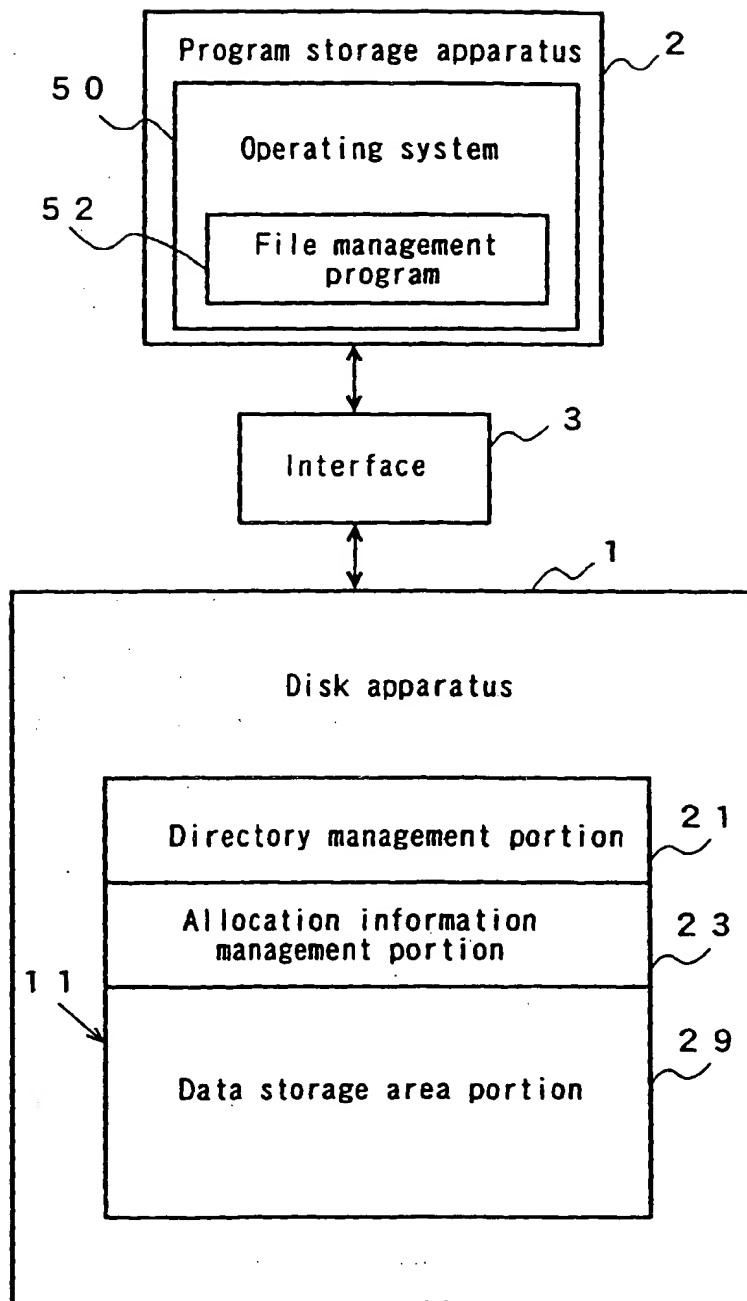 Program storage apparatus
2
50
Operating system
52
File management
program
3
Interface
1
Disk apparatus
Directory management portion
21
Allocation information
management portion
23
11
29
Data storage area portion